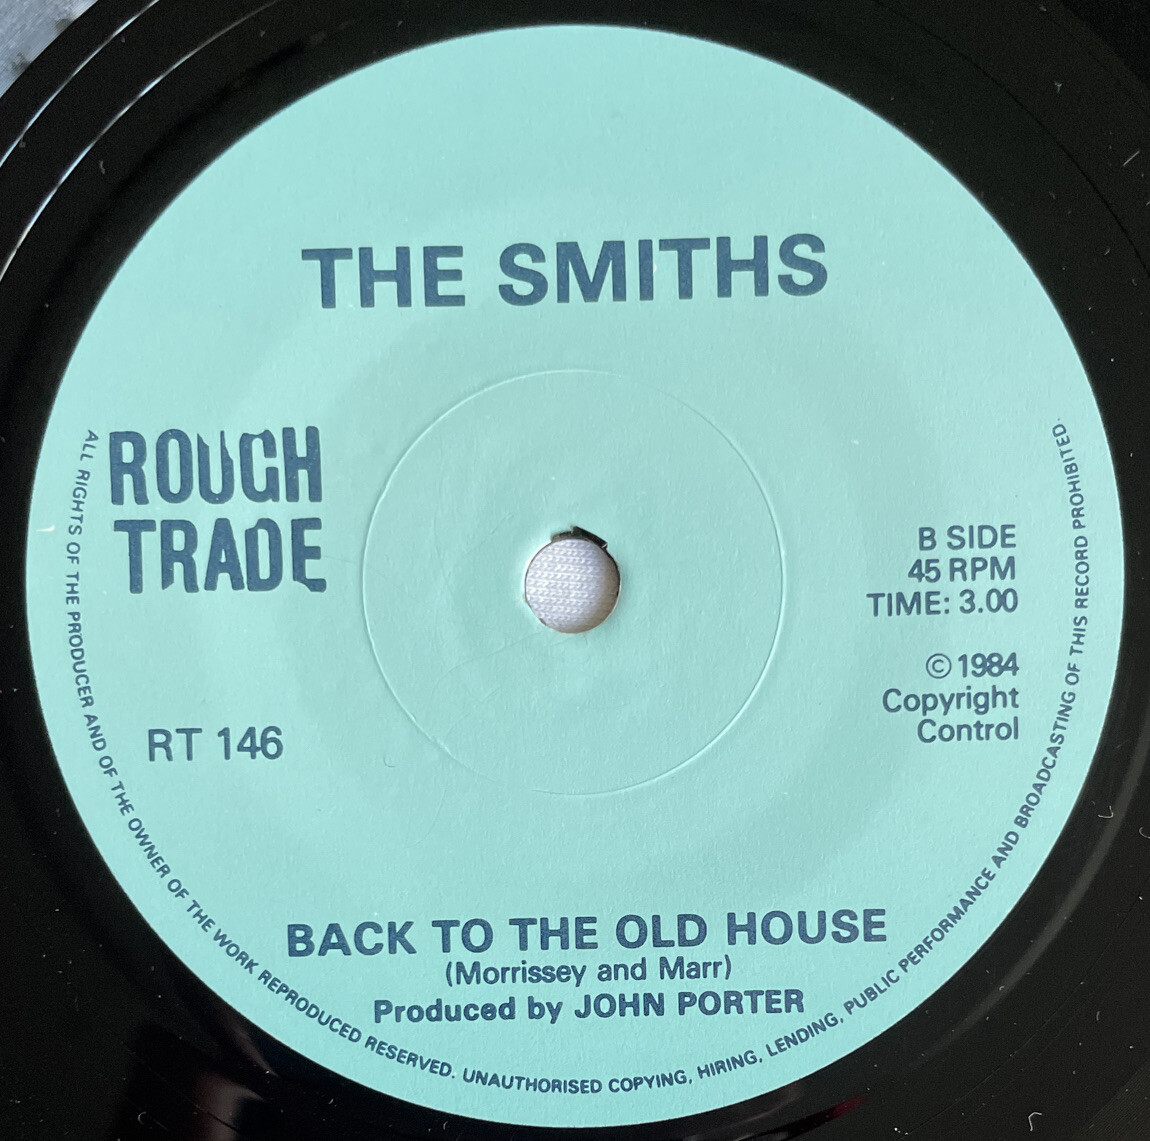 THE SMITHS
ROUGH
TRADE
B SIDE
45 RPM
TIME: 3.00
© 1984
Copyright
Control
RT 146
BACK TO THE OLD HOUSE
(Morrissey and Marr)
Produced by JOHN PORTER
ALL RIGHTS OF THE PRODUCER AND OF THE OWNER OF THE WORK REPRODUCED RESERVED. UNAUTHORISED COPYING, HIRING, LENDING, PUBLIC PERFORMANCE AND BROADCASTING OF THIS RECORD PROHIBITED.